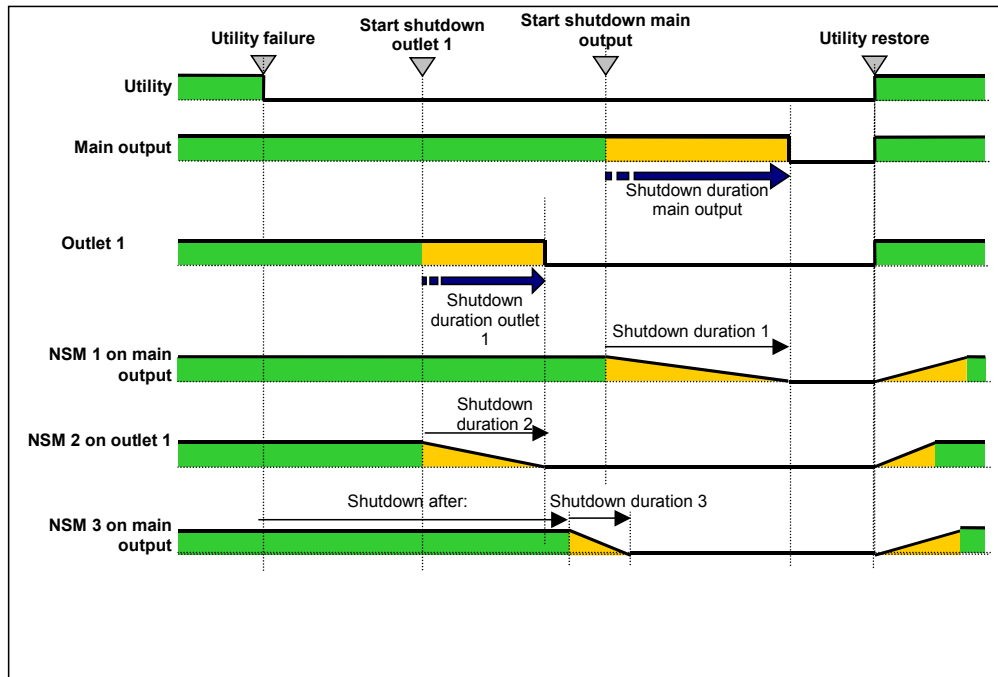 Utility failure
Start shutdown
outlet 1
Start shutdown main
output
Utility restore
Utility
Main output
Shutdown duration
main output
Outlet 1
Shutdown
duration outlet
1
NSM 1 on main
output
Shutdown duration 1
NSM 2 on outlet 1
Shutdown
duration 2
NSM 3 on main
output
Shutdown after:
Shutdown duration 3